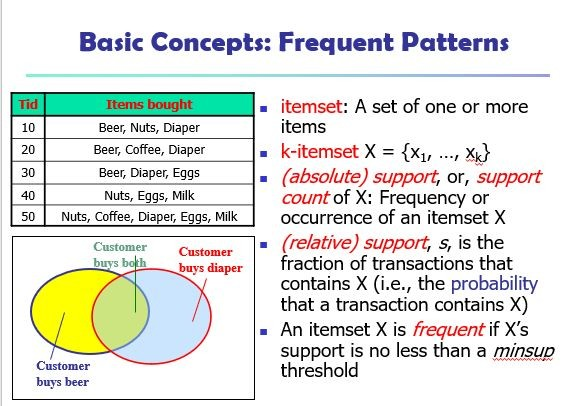 Basic Concepts: Frequent Patterns
Tid Items bought
10 Beer, Nuts, Diaper
20 Beer, Coffee, Diaper
30 Beer, Diaper, Eggs
40 Nuts, Eggs, Milk
50 Nuts, Coffee, Diaper, Eggs, Milk
Customer
buys both
Customer
buys diaper
Customer
buys beer
itemset: A set of one or more
items
k-itemset X = {x1, …, xk}
(absolute) support, or, support
count of X: Frequency or
occurrence of an itemset X
(relative) support, s, is the
fraction of transactions that
contains X (i.e., the probability
that a transaction contains X)
An itemset X is frequent if X’s
support is no less than a minsup
threshold